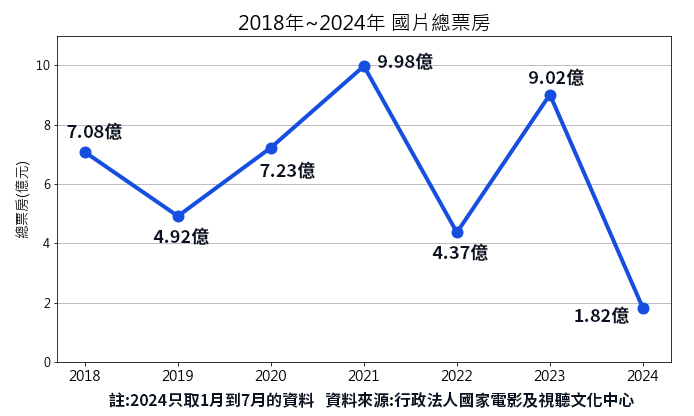 2018年~2024年 國片總票房
總票房(億元)
10
8
6
4
2
0
7.08億
4.92億
7.23億
9.98億
4.37億
9.02億
1.82億
2018 2019 2020 2021 2022 2023 2024
註:2024只取1月到7月的資料 資料來源:行政法人國家電影及視聽文化中心